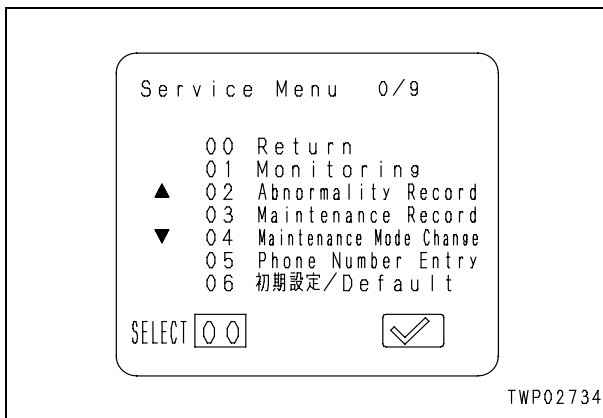 Service Menu 0/9
00 Return
01 Monitoring
▲ 02 Abnormality Record
03 Maintenance Record
▼ 04 Maintenance Mode Change
05 Phone Number Entry
06 初期設定/Default
SELECT 00
TWP02734